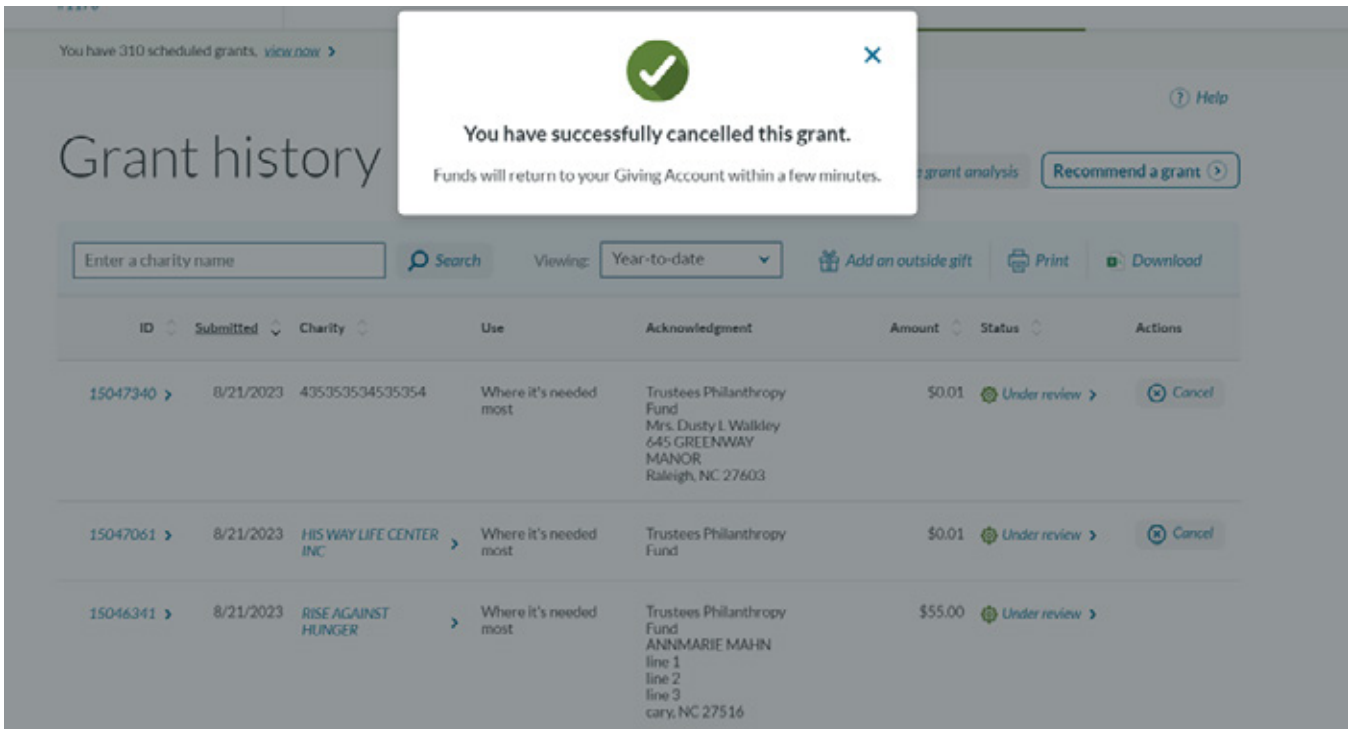 You have 310 scheduled grants, view now
You have successfully cancelled this grant.
Funds will return to your Giving Account within a few minutes.
Help
Grant history
grant analysis
Recommend a grant
Enter a charity name
Search
Viewing:
Year-to-date
Add an outside gift
Print
Download
ID Submitted Charity Use Acknowledgment Amount Status Actions
15047340 8/21/2023 435353534535354 Where it's needed Trustees Philanthropy $0.01 Under review Cancel
most Fund
Mrs. Dusty L Walkley
645 GREENWAY
MANOR
Raleigh, NC 27603
15047061 8/21/2023 HIS WAY LIFE CENTER Where it's needed Trustees Philanthropy $0.01 Under review Cancel
INC most Fund
15046341 8/21/2023 RISE AGAINST Where it's needed Trustees Philanthropy $55.00 Under review
HUNGER most Fund
ANNMARIE MAHN
line 1
line 2
line 3
cary, NC 27516